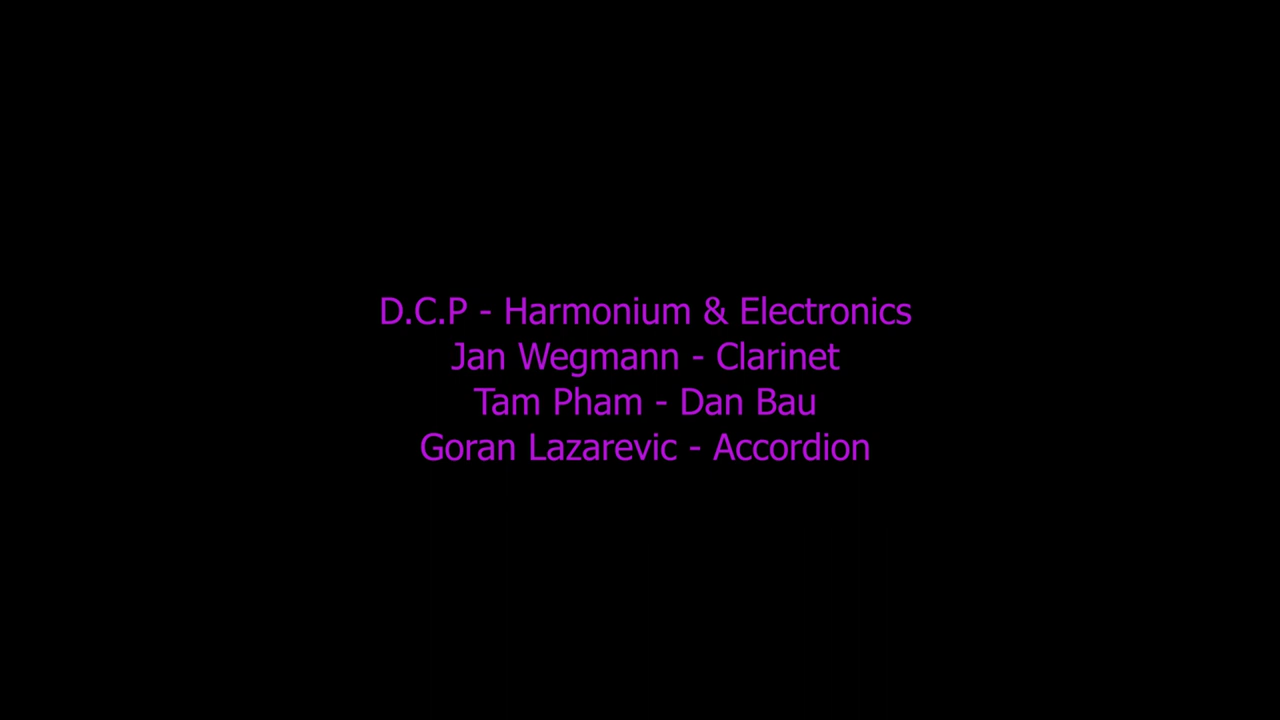 D.C.P - Harmonium & Electronics
Jan Wegmann - Clarinet
Tam Pham - Dan Bau
Goran Lazarevic - Accordion